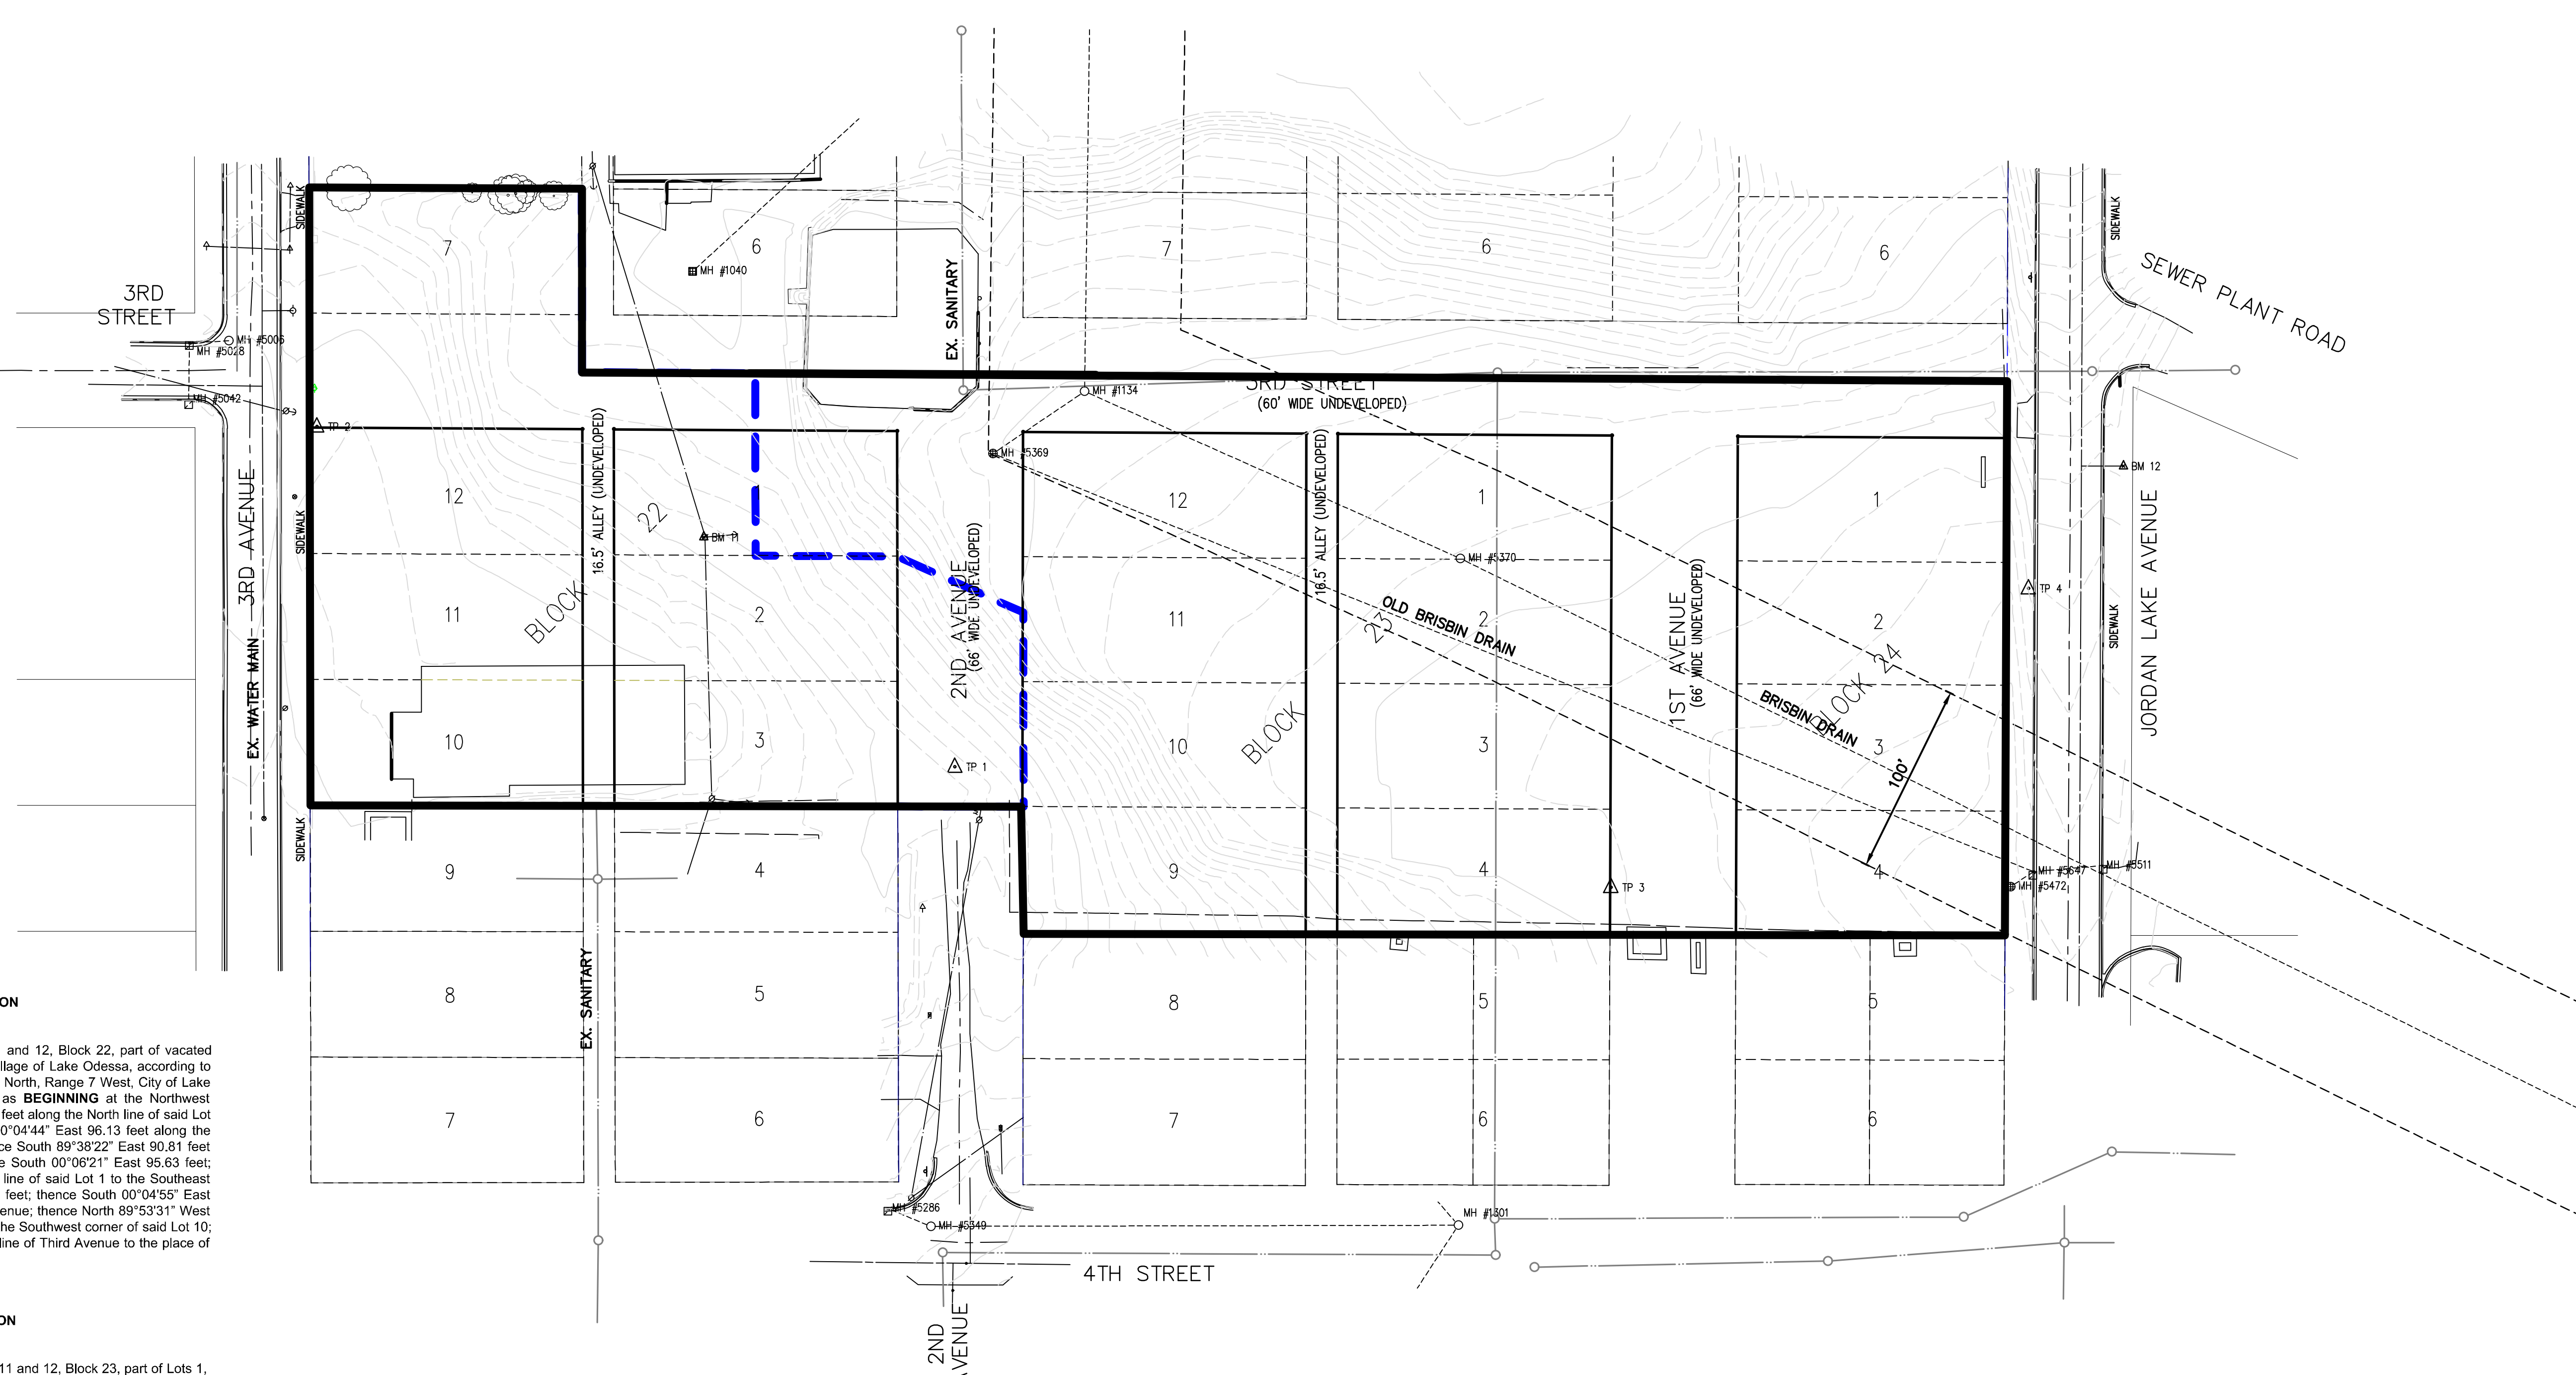 SIDEWALK
7
6
7
6
6
SIDEWALK
MH #1040
EX. SANITARY
SEWER PLANT ROAD
3RD
STREET
MH #5006
MH #5028
MH #5042
3RD STREET
(60' WIDE UNDEVELOPED)
MH #1134
TP 2
MH #5369
BM 12
EX. WATER MAIN
3RD AVENUE
SIDEWALK
12
16.5' ALLEY (UNDEVELOPED)
BLOCK 22
BM
2ND AVENUE
(66' WIDE UNDEVELOPED)
12
16.5' ALLEY (UNDEVELOPED)
1
MH #5370
1
11
2
11
2
2
OLD BRISBIN DRAIN
1ST AVENUE
(66' WIDE UNDEVELOPED)
TP 4
SIDEWALK
JORDAN LAKE AVENUE
10
3
TP 1
10
BLOCK 23
3
BRISBIN DRAIN
BLOCK 24
3
100'
SIDEWALK
9
4
9
4
TP 3
4
MH #5647
MH #5511
MH #5472
EX. SANITARY
8
5
8
5
5
7
6
7
6
6
MH #5286
MH #5349
MH #1301
4TH STREET
2ND
AVENUE
ON
and 12, Block 22, part of vacated
llage of Lake Odessa, according to
North, Range 7 West, City of Lake
as BEGINNING at the Northwest
feet along the North line of said Lot
0°04'44” East 96.13 feet along the
ce South 89°38'22” East 90.81 feet
e South 00°06'21” East 95.63 feet;
line of said Lot 1 to the Southeast
feet; thence South 00°04'55” East
enue; thence North 89°53'31” West
he Southwest corner of said Lot 10;
line of Third Avenue to the place of
ON
11 and 12, Block 23, part of Lots 1,